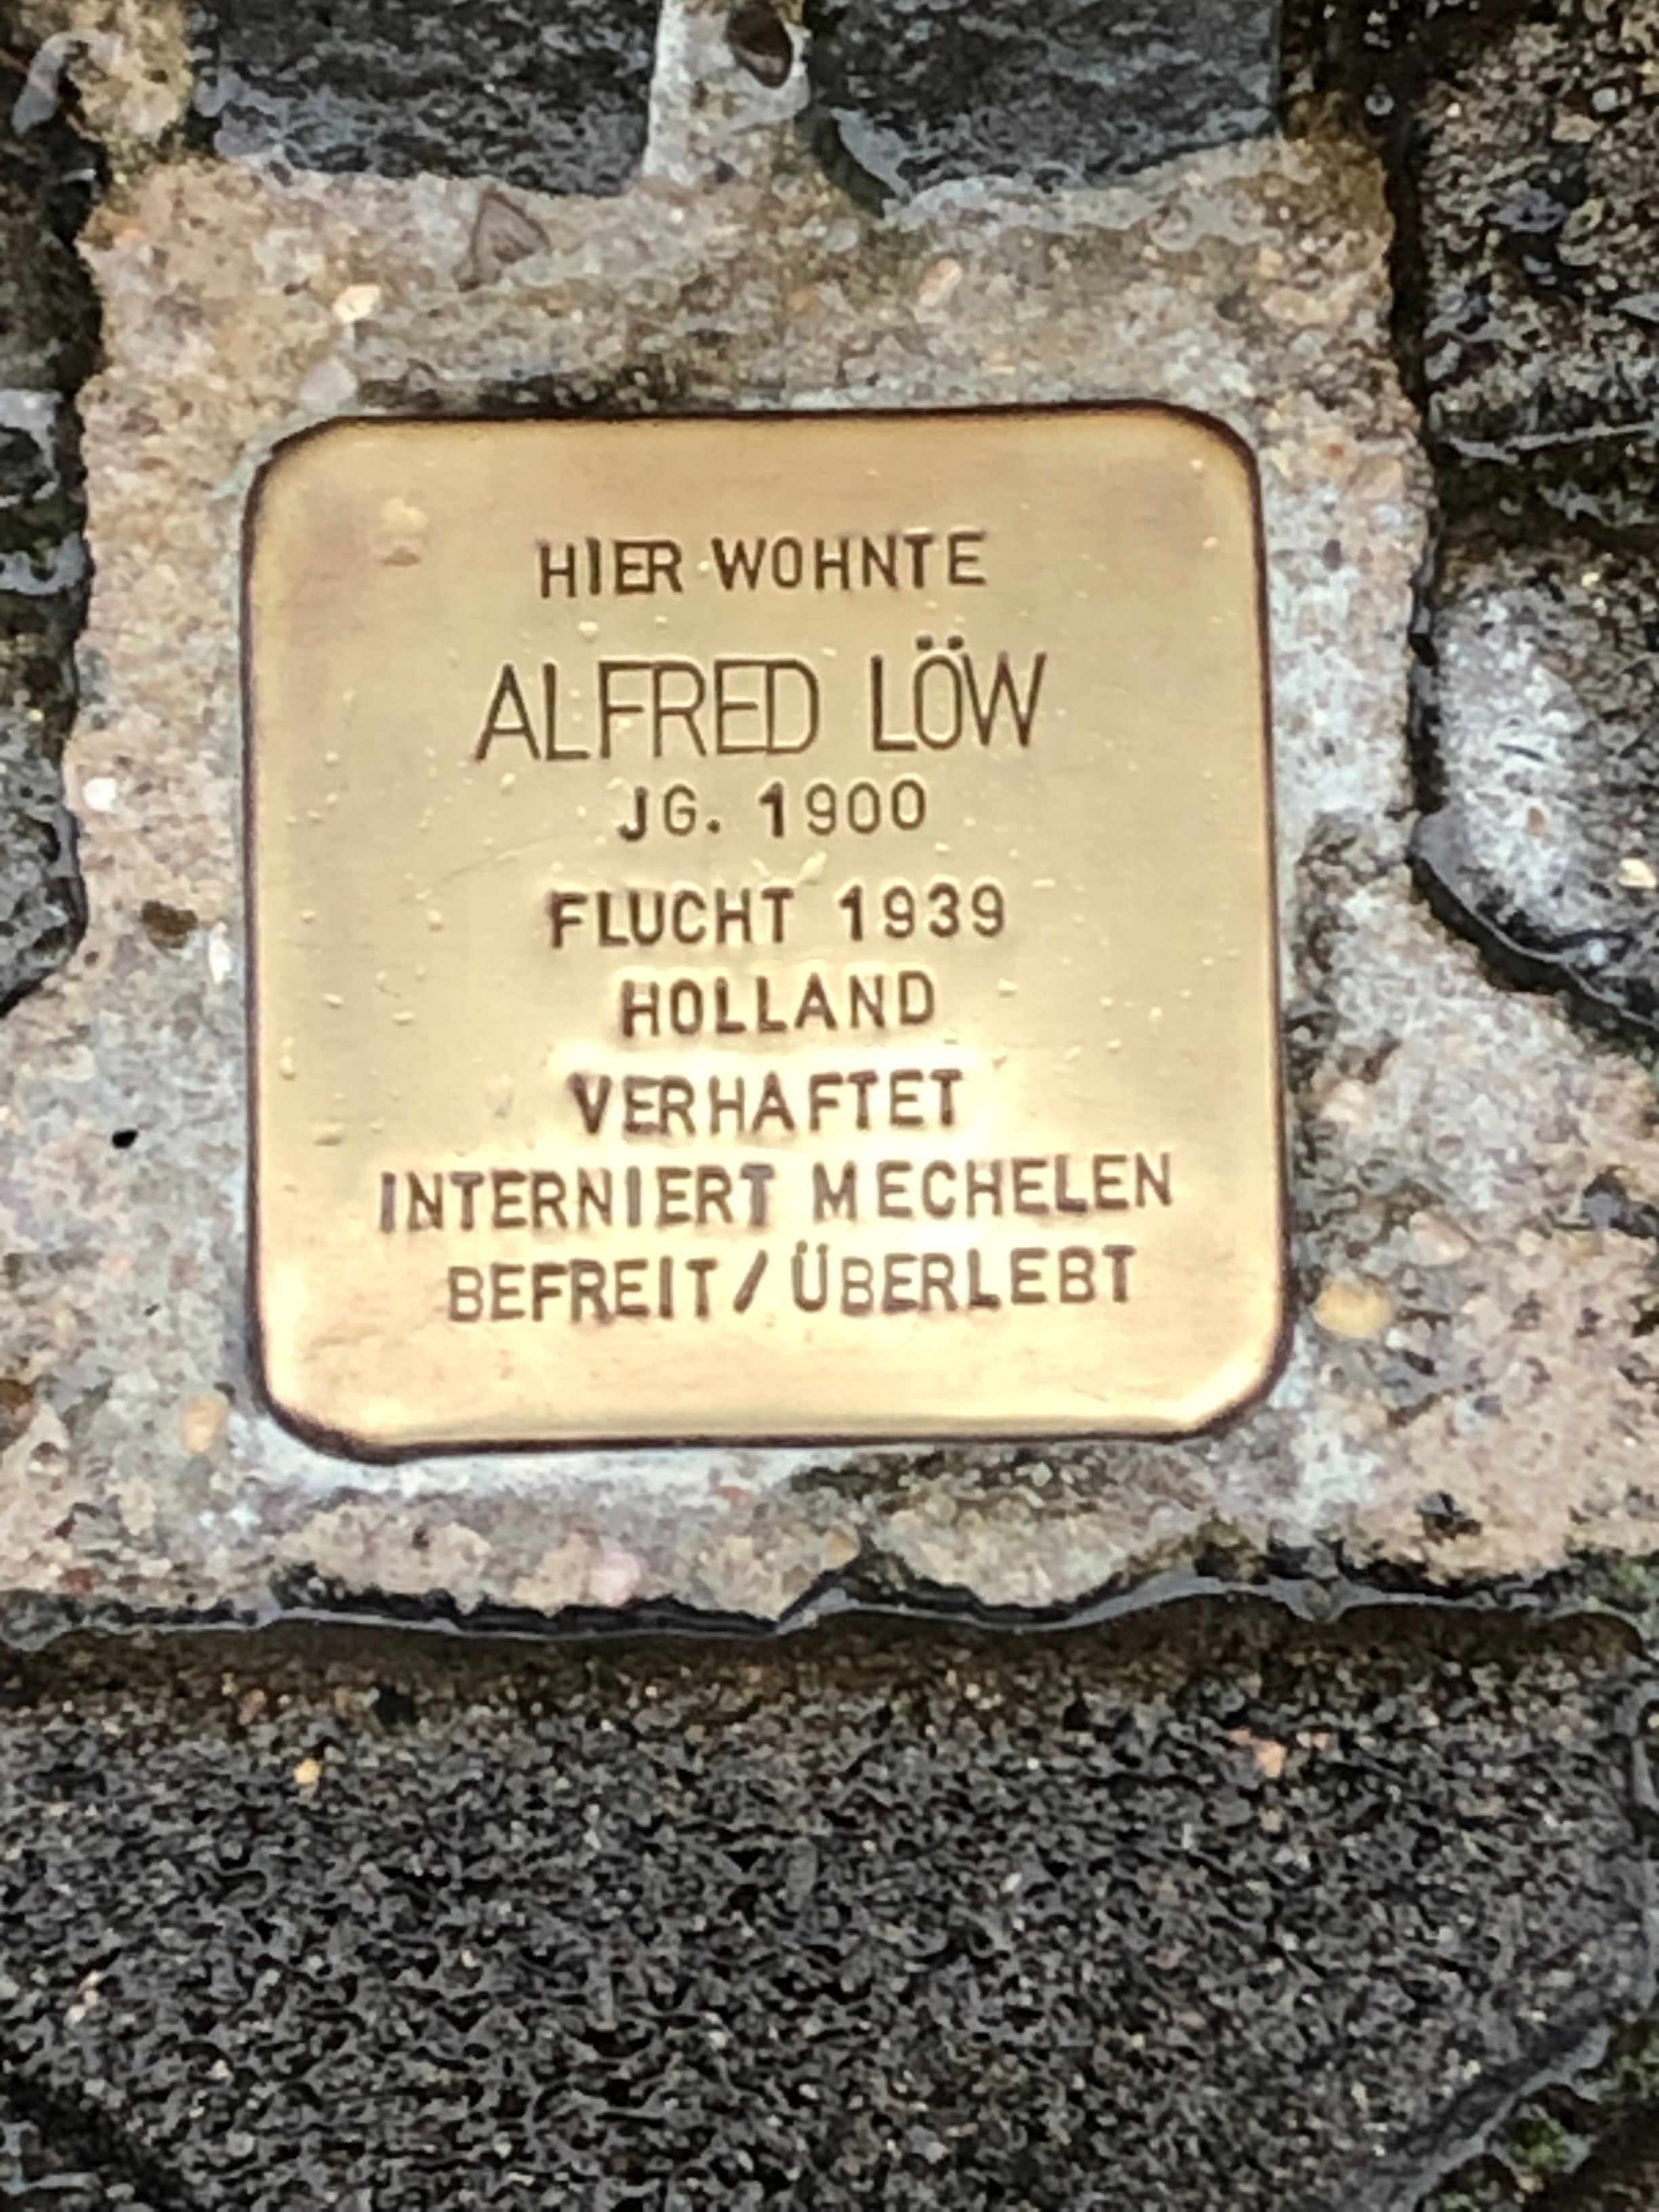 HIER WOHNTE
ALFRED LÖW
JG. 1900
FLUCHT 1939
HOLLAND
VERHAFTET
INTERNIERT MECHELEN
BEFREIT / ÜBERLEBT